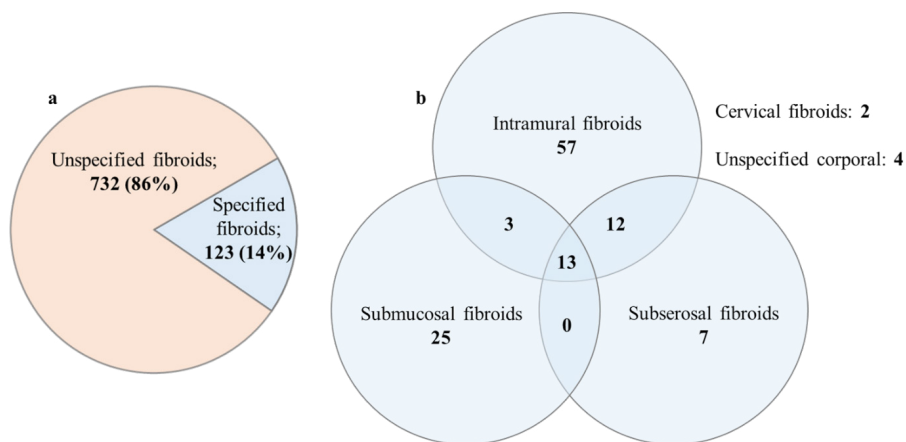 a
Unspecified fibroids;
732 (86%)
Specified
fibroids;
123 (14%)
b
Intramural fibroids
57
Cervical fibroids: 2
Unspecified corporal: 4
3
12
13
Submucosal fibroids
25
0
Subserosal fibroids
7